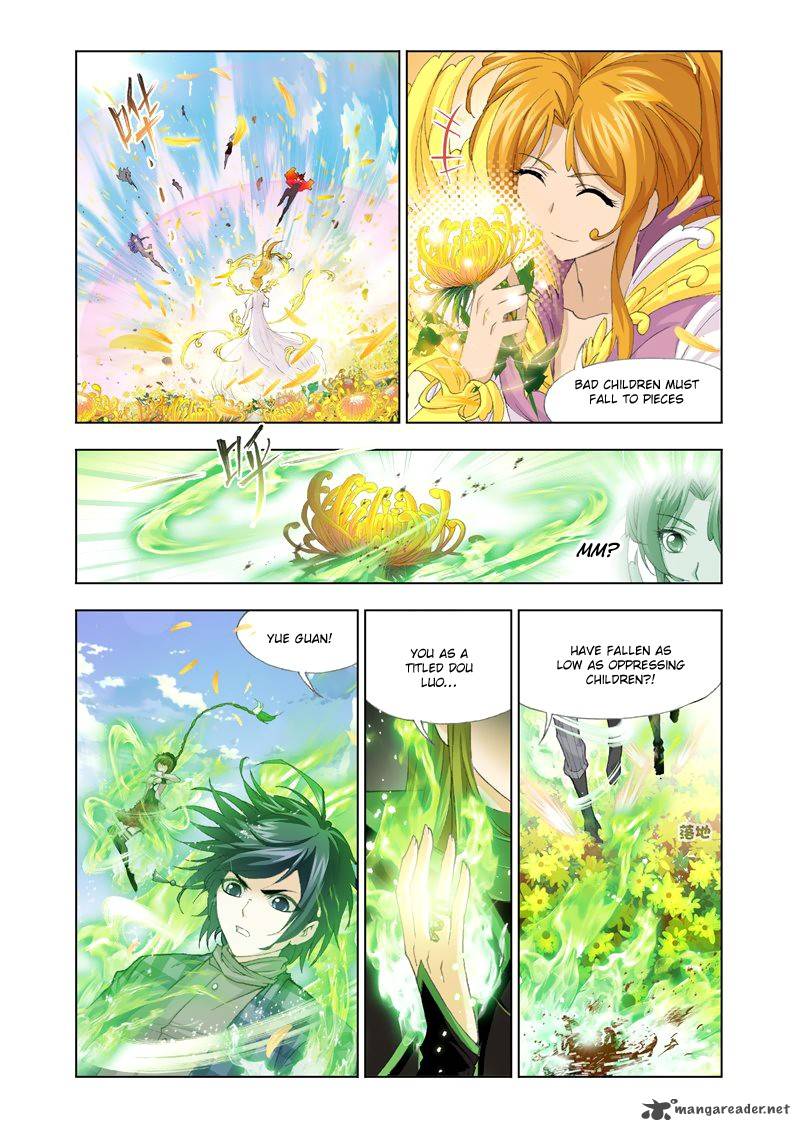 BAD CHILDREN MUST
FALL TO PIECES
MM?
YUE GUAN!
YOU AS A
TITLED DOU
LUO...
HAVE FALLEN AS
LOW AS OPPRESSING
CHILDREN?!
落地
mangareader.net